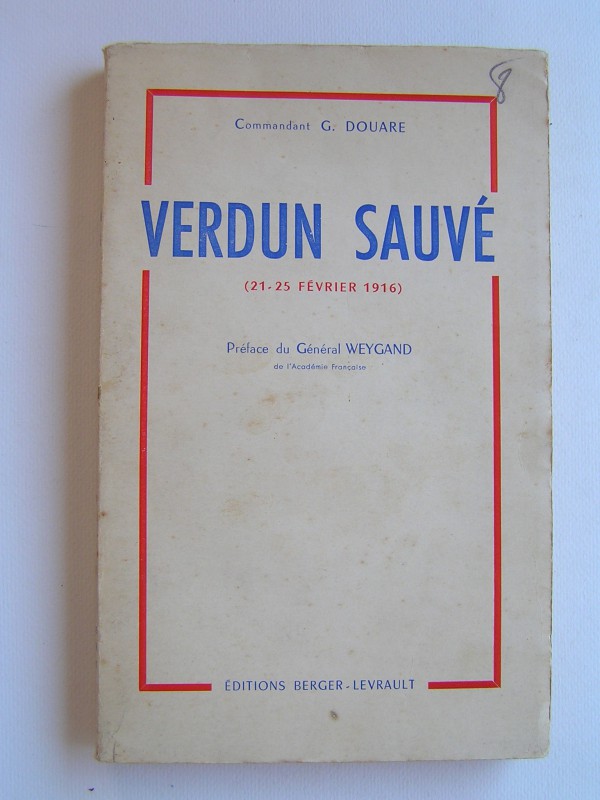 8
Commandant G. DOUARE
VERDUN SAUVÉ
(21-25 FÉVRIER 1916)
Préface du Général WEYGAND
de l'Académie Française
ÉDITIONS BERGER-LEVRAULT